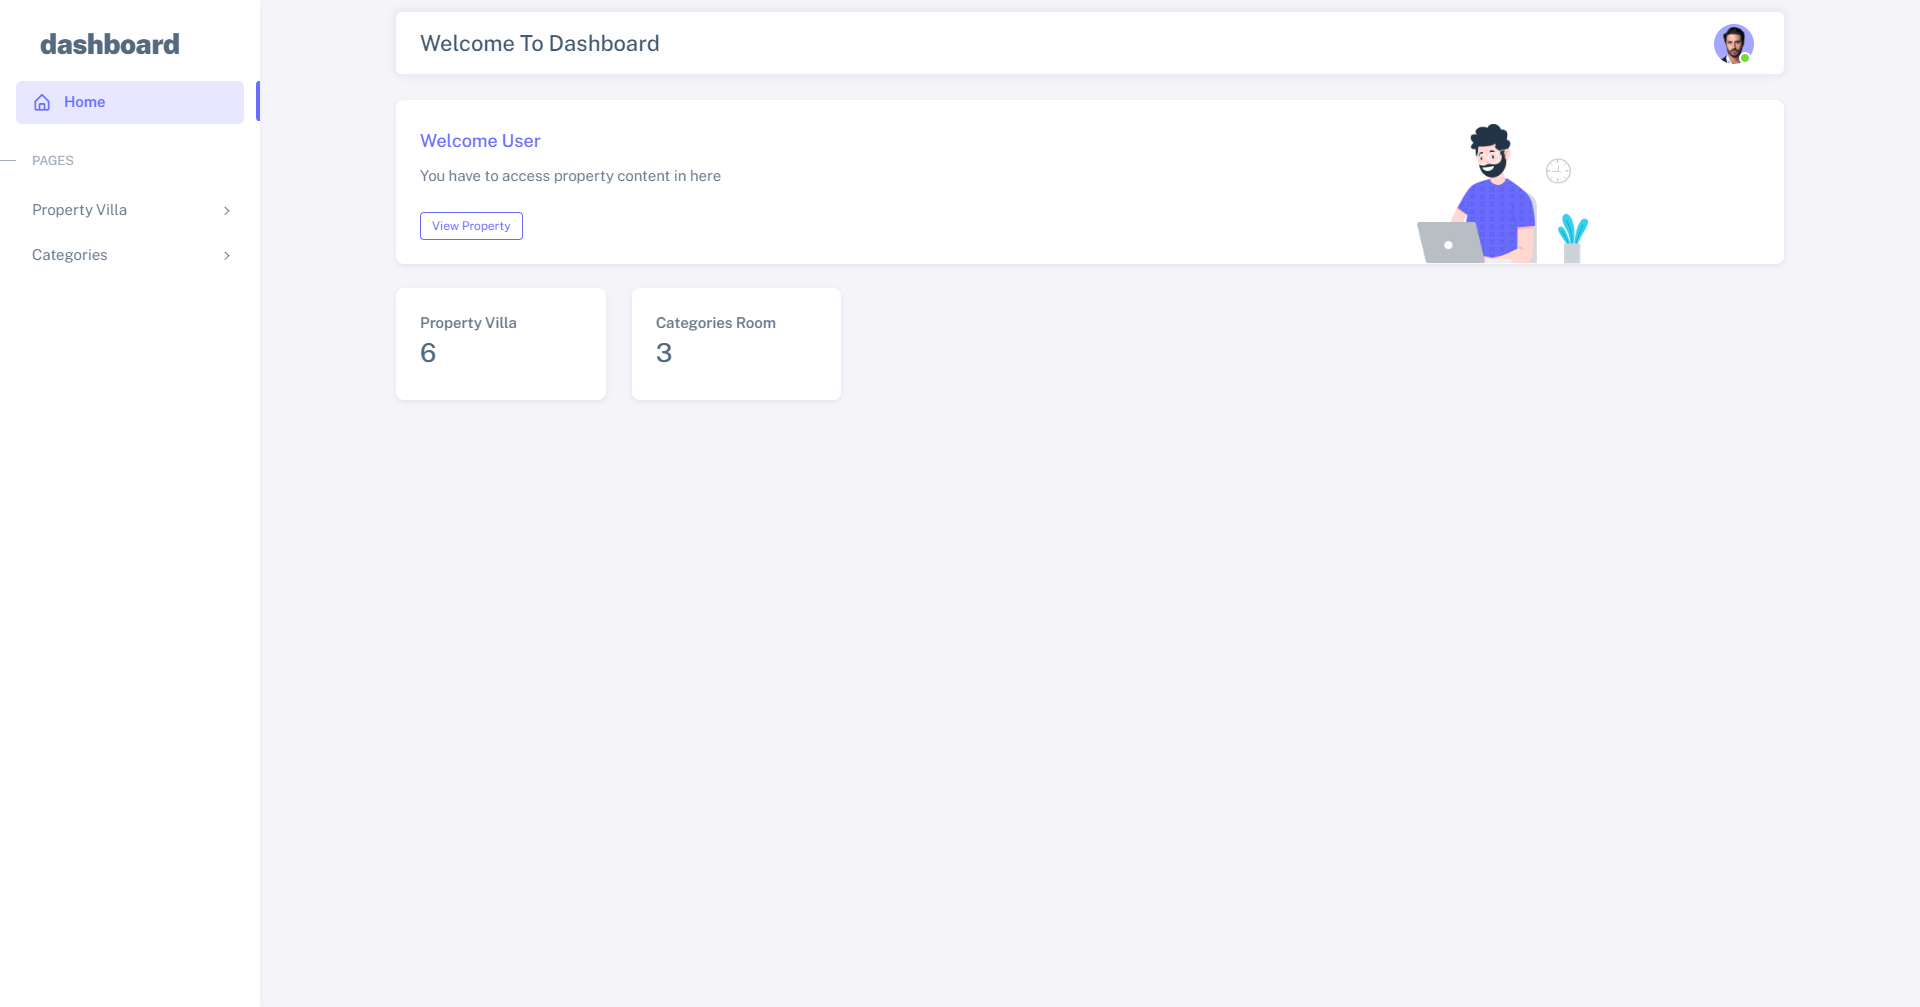 dashboard
Home
PAGES
Property Villa
Categories
Welcome To Dashboard
Welcome User
You have to access property content in here
View Property
Property Villa
6
Categories Room
3